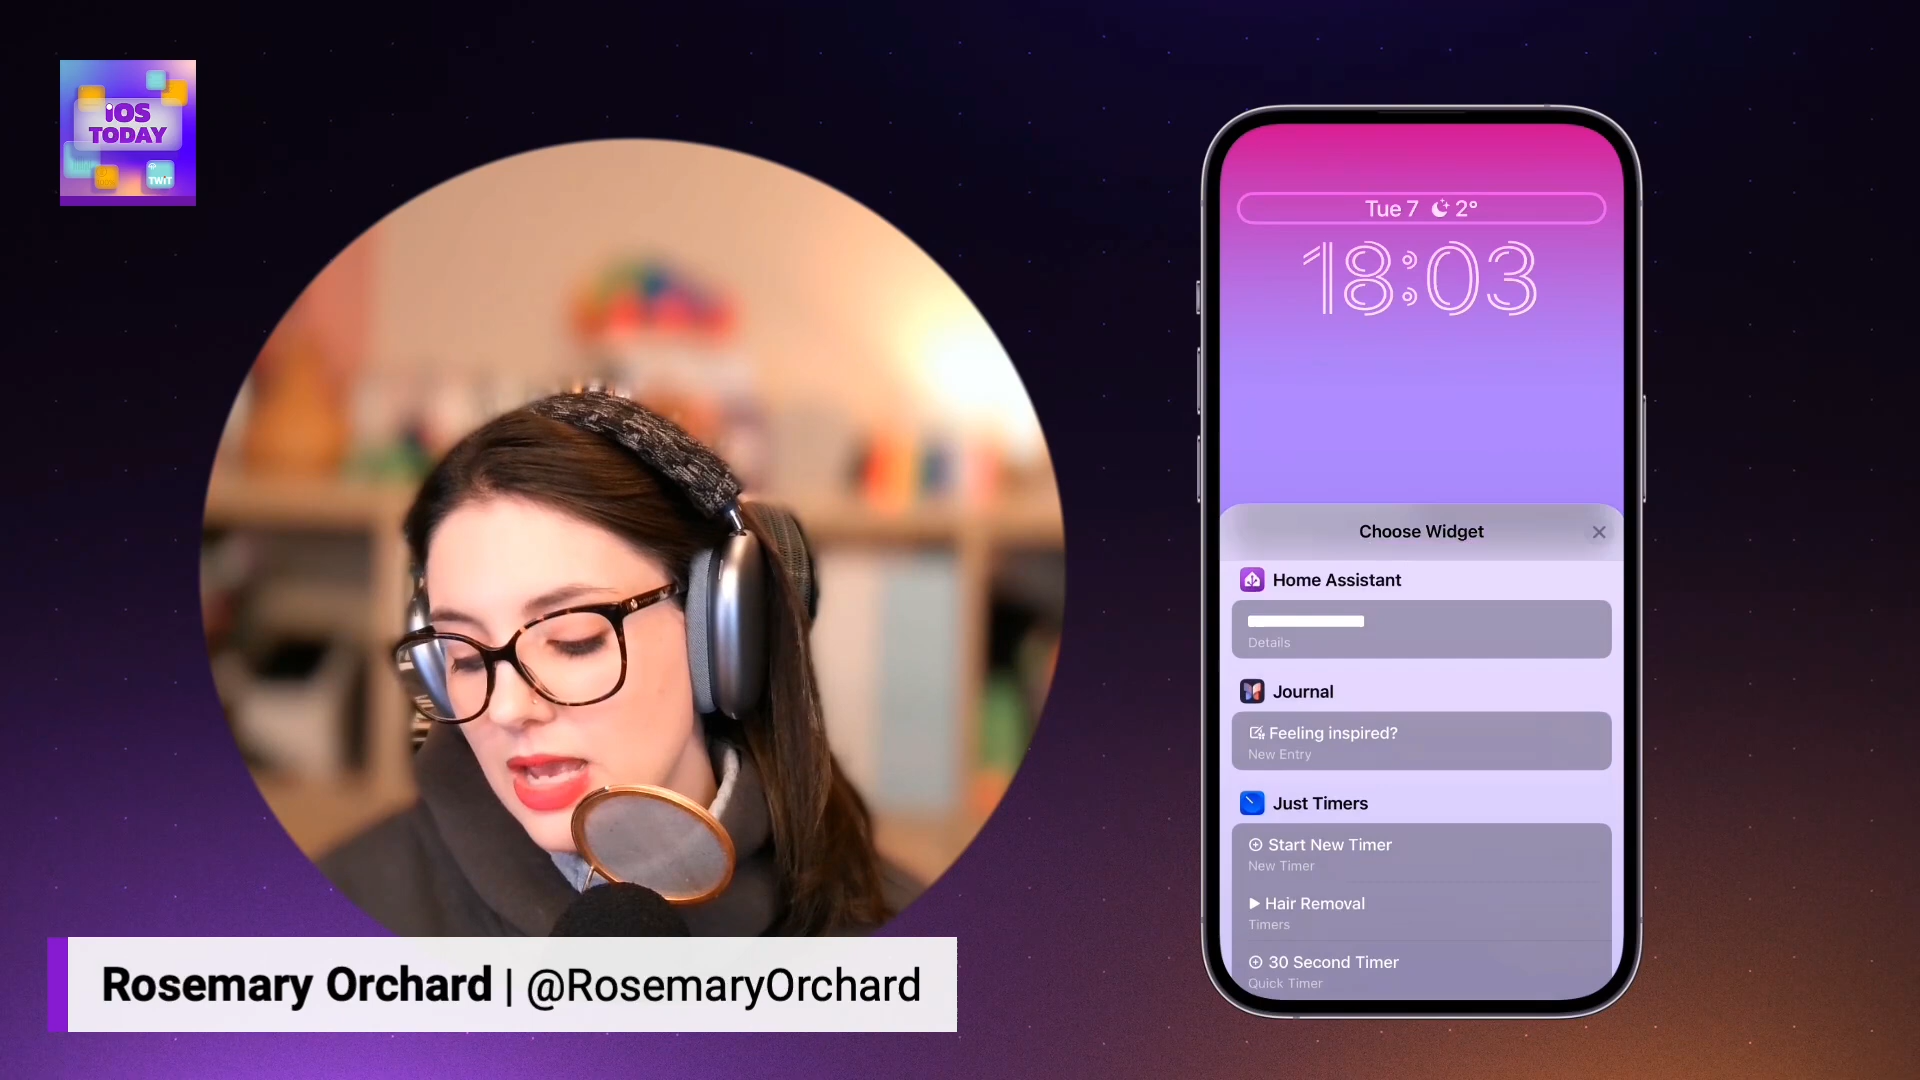 iOS
TODAY
TWiT
Tue 7 2°
18:03
Choose Widget
Home Assistant
Details
Journal
Feeling inspired?
New Entry
Just Timers
Start New Timer
New Timer
Hair Removal
Timers
30 Second Timer
Quick Timer
Rosemary Orchard | @RosemaryOrchard